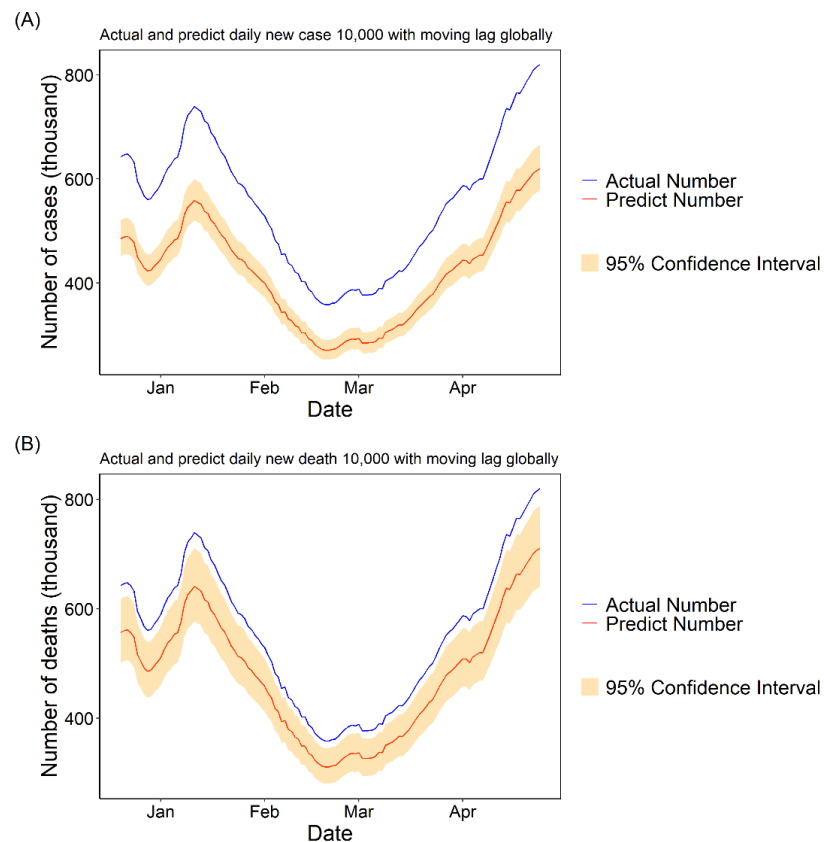 (A)
Actual and predict daily new case 10,000 with moving lag globally
Number of cases (thousand)
800
600
400
Jan Feb Mar Apr
Date
Actual Number
Predict Number
95% Confidence Interval
(B)
Actual and predict daily new death 10,000 with moving lag globally
Number of deaths (thousand)
800
600
400
Jan Feb Mar Apr
Date
Actual Number
Predict Number
95% Confidence Interval